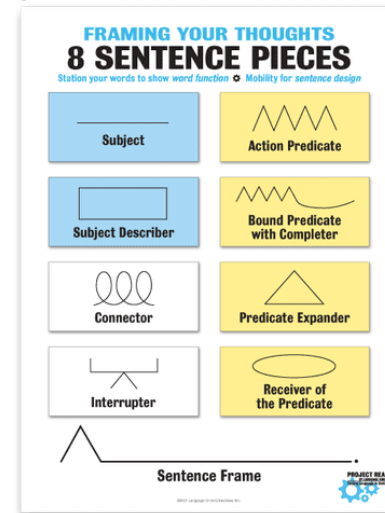 FRAMING YOUR THOUGHTS
8 SENTENCE PIECES
Station your words to show word function Mobility for sentence design
Subject
Action Predicate
Subject Describer
Bound Predicate
with Completer
Connector
Predicate Expander
Interrupter
Receiver of
the Predicate
Sentence Frame
PROJECT REA